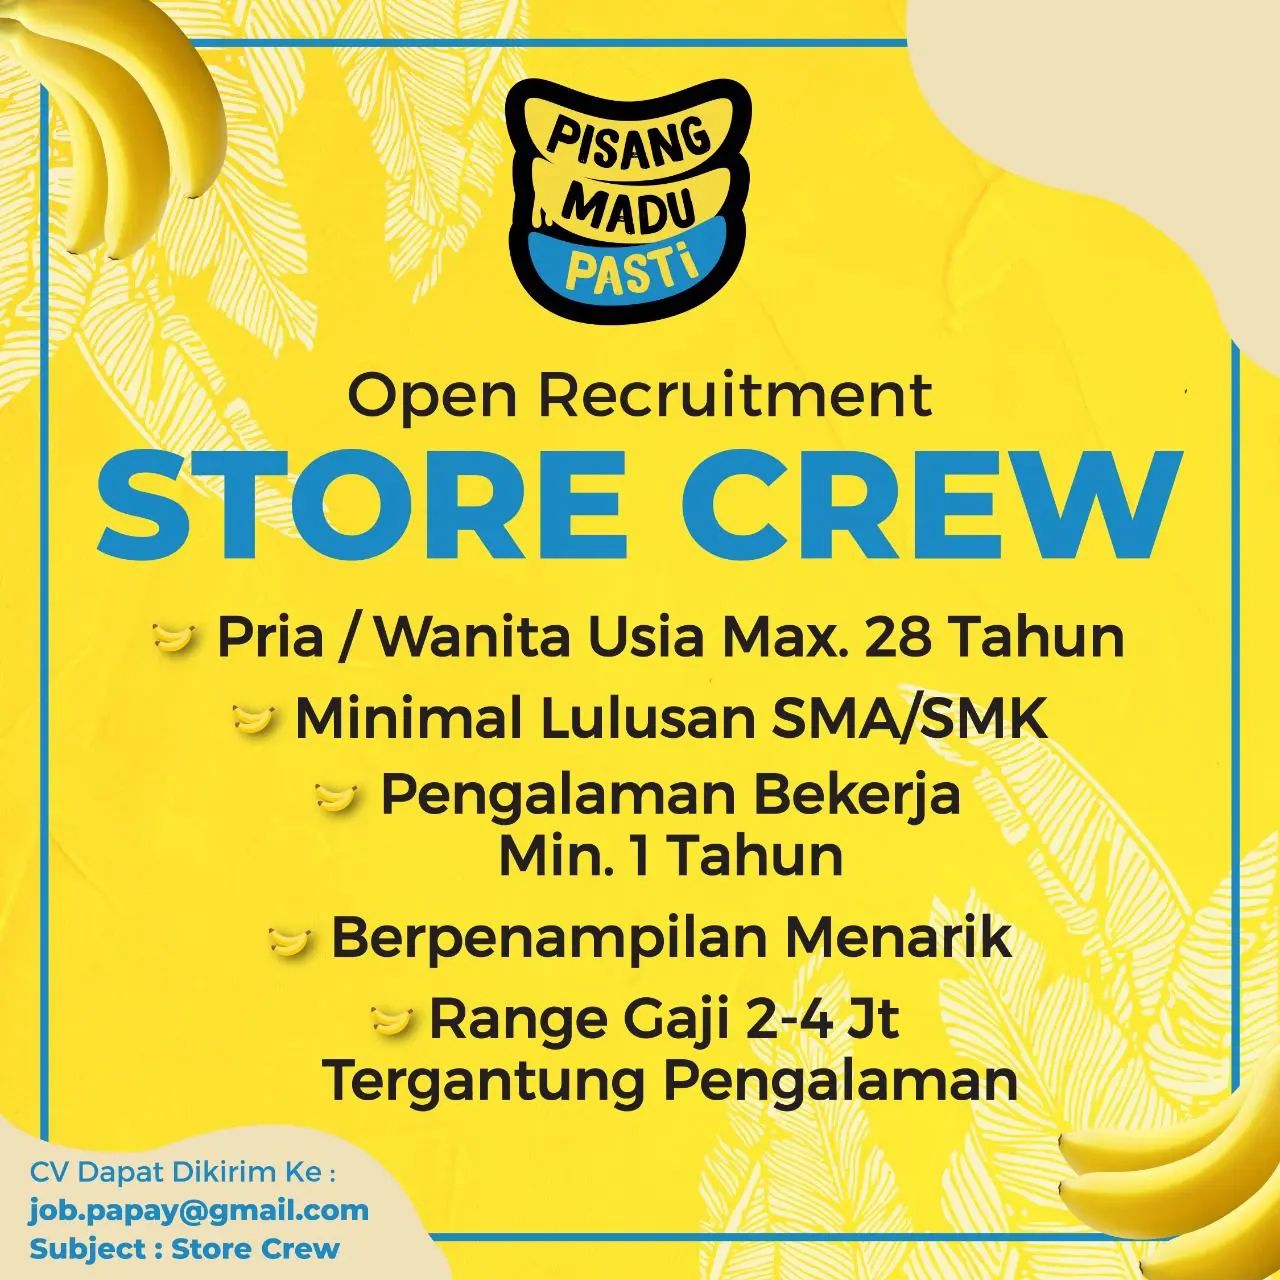 PISANG
MADU
PASTi
Open Recruitment
STORE CREW
Pria / Wanita Usia Max. 28 Tahun
Minimal Lulusan SMA/SMK
Pengalaman Bekerja
Min. 1 Tahun
Berpenampilan Menarik
Range Gaji 2-4 Jt
Tergantung Pengalaman
CV Dapat Dikirim Ke :
job.papay@gmail.com
Subject : Store Crew